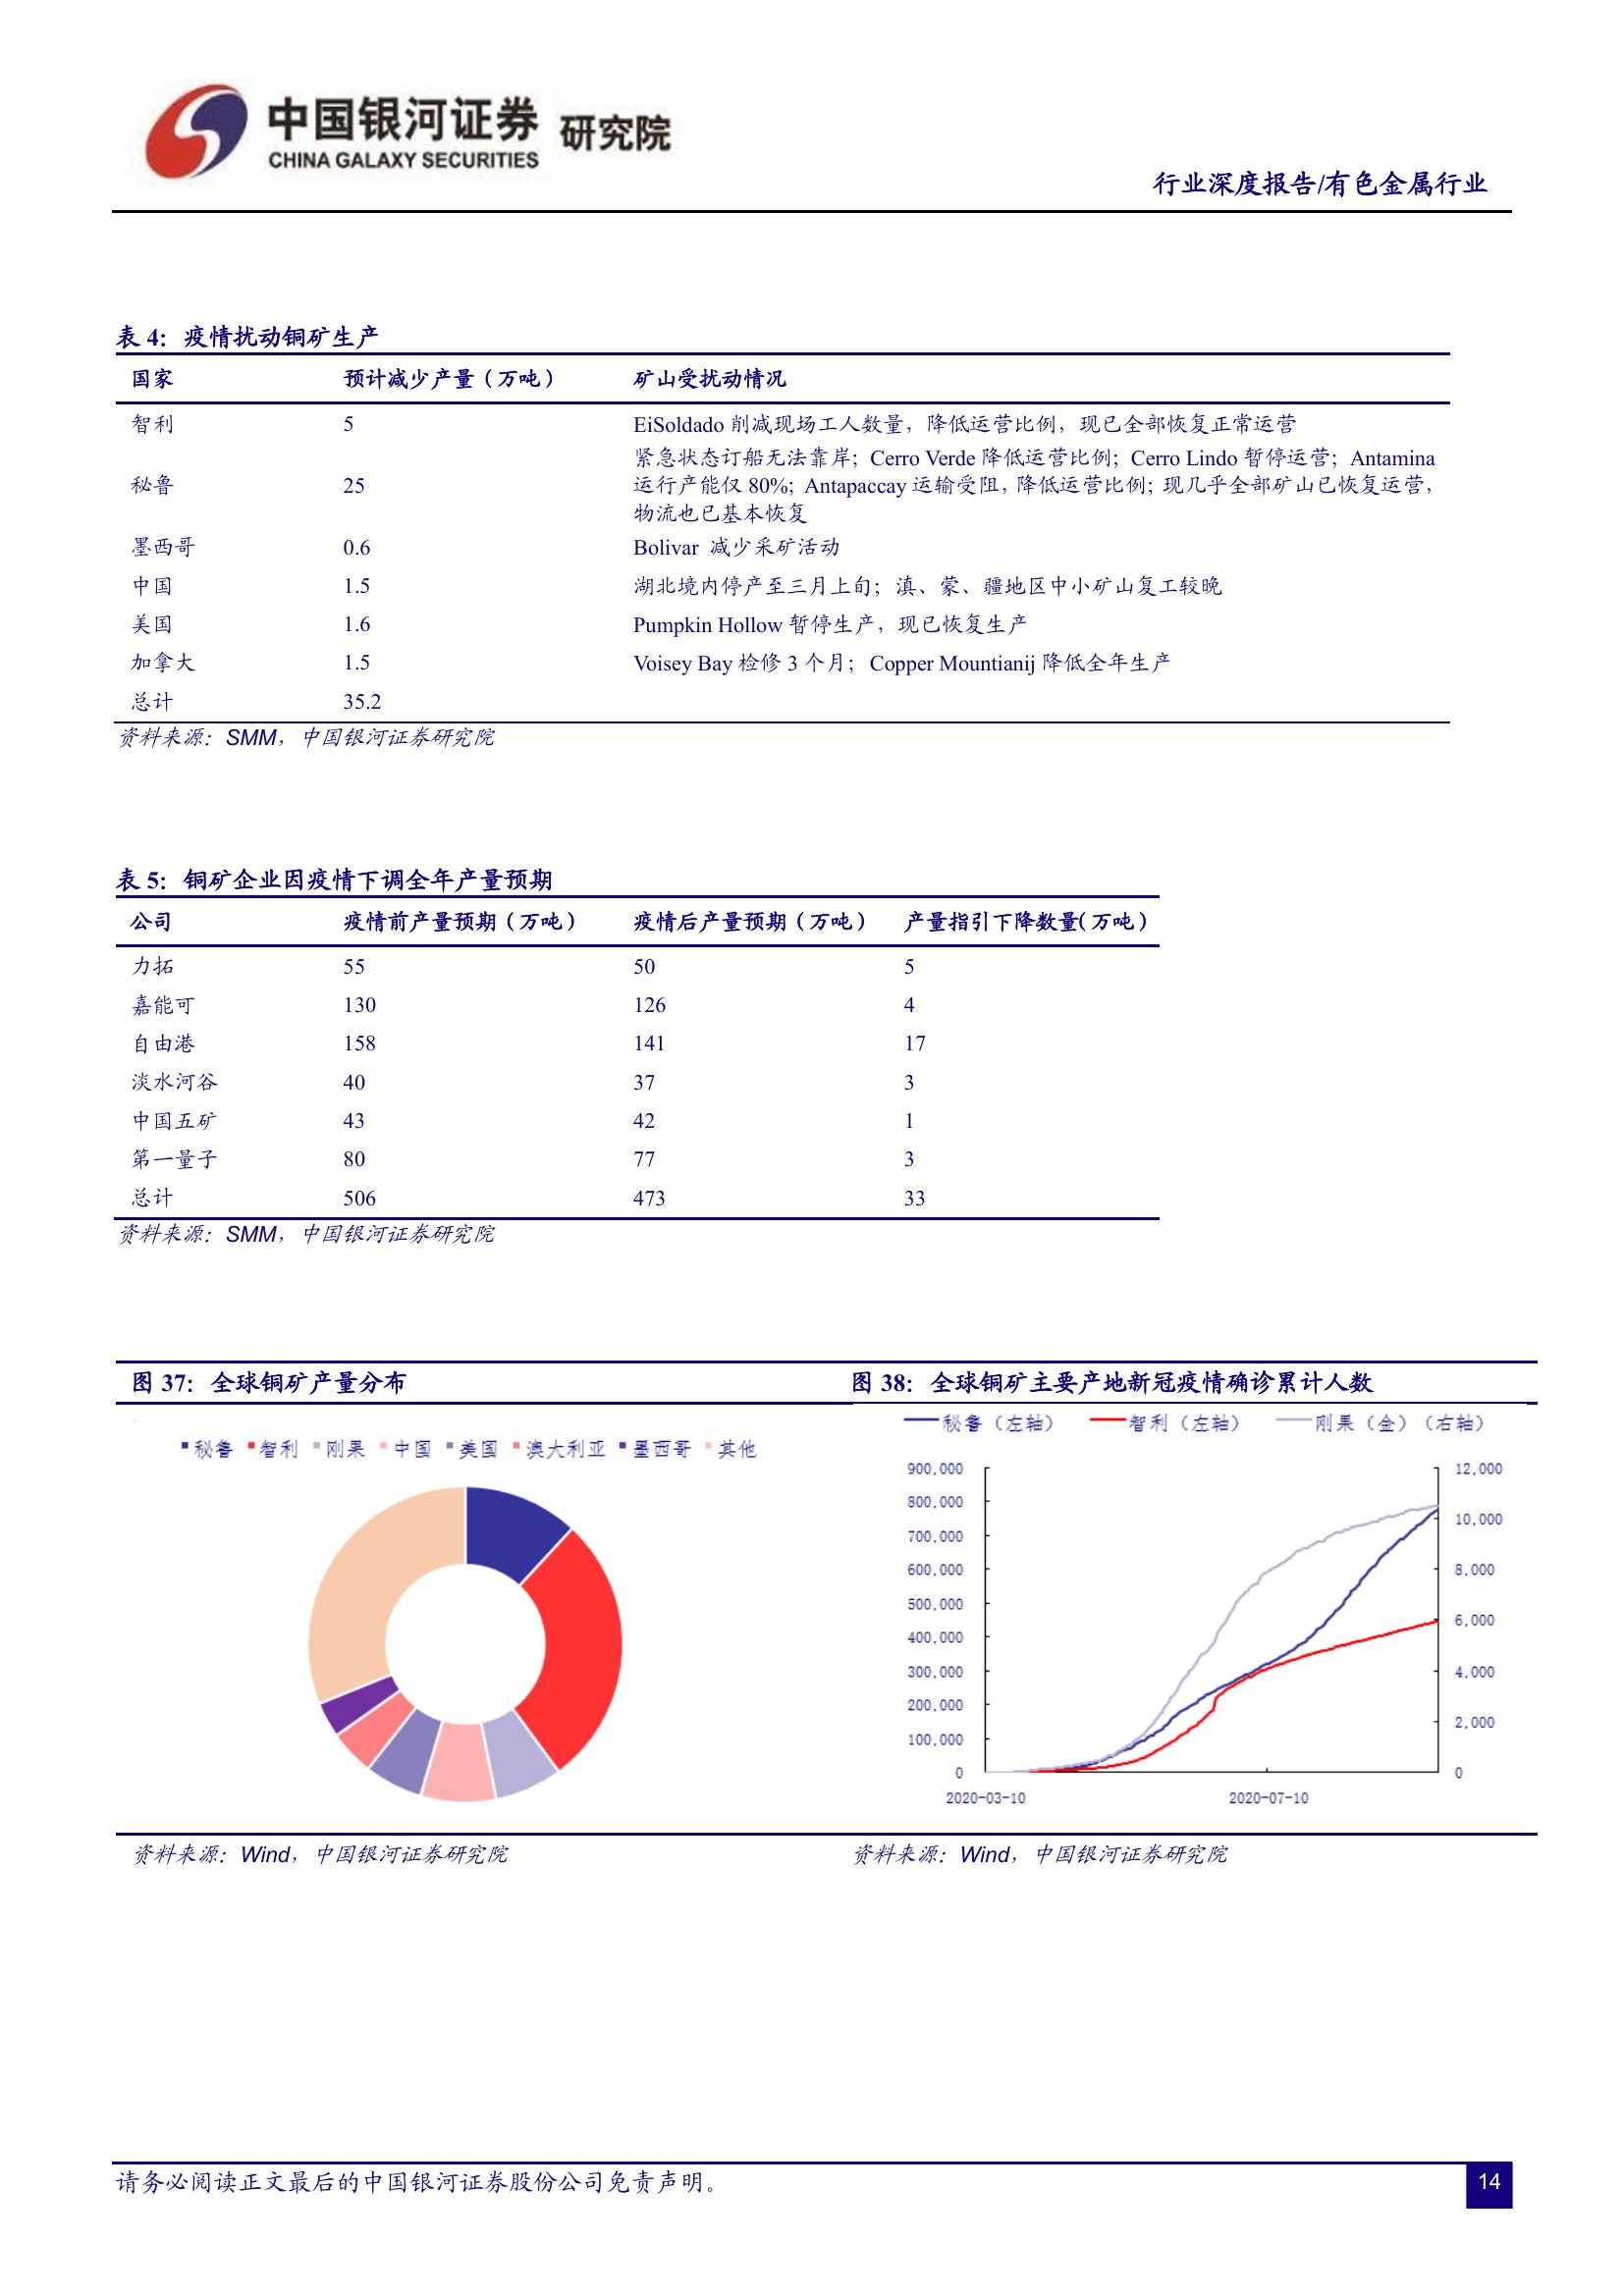 中国银河证券 研究院
CHINA GALAXY SECURITIES
行业深度报告/有色金属行业
表 4：疫情扰动铜矿生产
国家 预计减少产量（万吨） 矿山受扰动情况
智利 5 EiSoldado 削减现场工人数量，降低运营比例，现已全部恢复正常运营
秘鲁 25 紧急状态订船无法靠岸；Cerro Verde 降低运营比例；Cerro Lindo 暂停运营；Antamina
运行产能仅 80%；Antapaccay 运输受阻，降低运营比例；现几乎全部矿山已恢复运营，
物流也已基本恢复
墨西哥 0.6 Bolivar 减少采矿活动
中国 1.5 湖北境内停产至三月上旬；滇、蒙、疆地区中小矿山复工较晚
美国 1.6 Pumpkin Hollow 暂停生产，现已恢复生产
加拿大 1.5 Voisey Bay 检修 3 个月；Copper Mountianij 降低全年生产
总计 35.2
资料来源：SMM，中国银河证券研究院
表 5：铜矿企业因疫情下调全年产量预期
公司 疫情前产量预期（万吨） 疫情后产量预期（万吨） 产量指引下降数量(万吨）
力拓 55 50 5
嘉能可 130 126 4
自由港 158 141 17
淡水河谷 40 37 3
中国五矿 43 42 1
第一量子 80 77 3
总计 506 473 33
资料来源：SMM，中国银河证券研究院
图 37：全球铜矿产量分布
秘鲁 智利 刚果 中国 美国 澳大利亚 墨西哥 其他
资料来源：Wind，中国银河证券研究院
图 38：全球铜矿主要产地新冠疫情确诊累计人数
秘鲁（左轴） 智利（左轴） 刚果（金）（右轴）
900,000
800,000
700,000
600,000
500,000
400,000
300,000
200,000
100,000
0
12,000
10,000
8,000
6,000
4,000
2,000
0
2020-03-10 2020-07-10
资料来源：Wind，中国银河证券研究院
请务必阅读正文最后的中国银河证券股份公司免责声明。
14